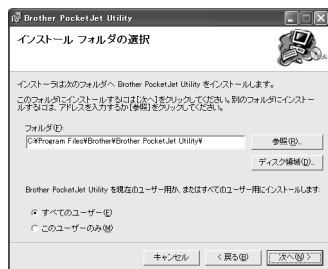 Brother PocketJet Utility
インストール フォルダの選択
インストーラは次のフォルダへ Brother PocketJet Utility をインストールします。
このフォルダにインストールするには[次へ]をクリックしてください。別のフォルダにインストー
ルするには、アドレスを入力するか[参照]をクリックしてください。
フォルダ(F):
C:¥Program Files¥Brother¥Brother PocketJet Utility¥
参照(R)...
ディスク領域(D)...
Brother PocketJet Utility を現在のユーザー用か、またはすべてのユーザー用にインストールします:
すべてのユーザー(E)
このユーザーのみ(M)
キャンセル
< 戻る(B)
次へ(N) >